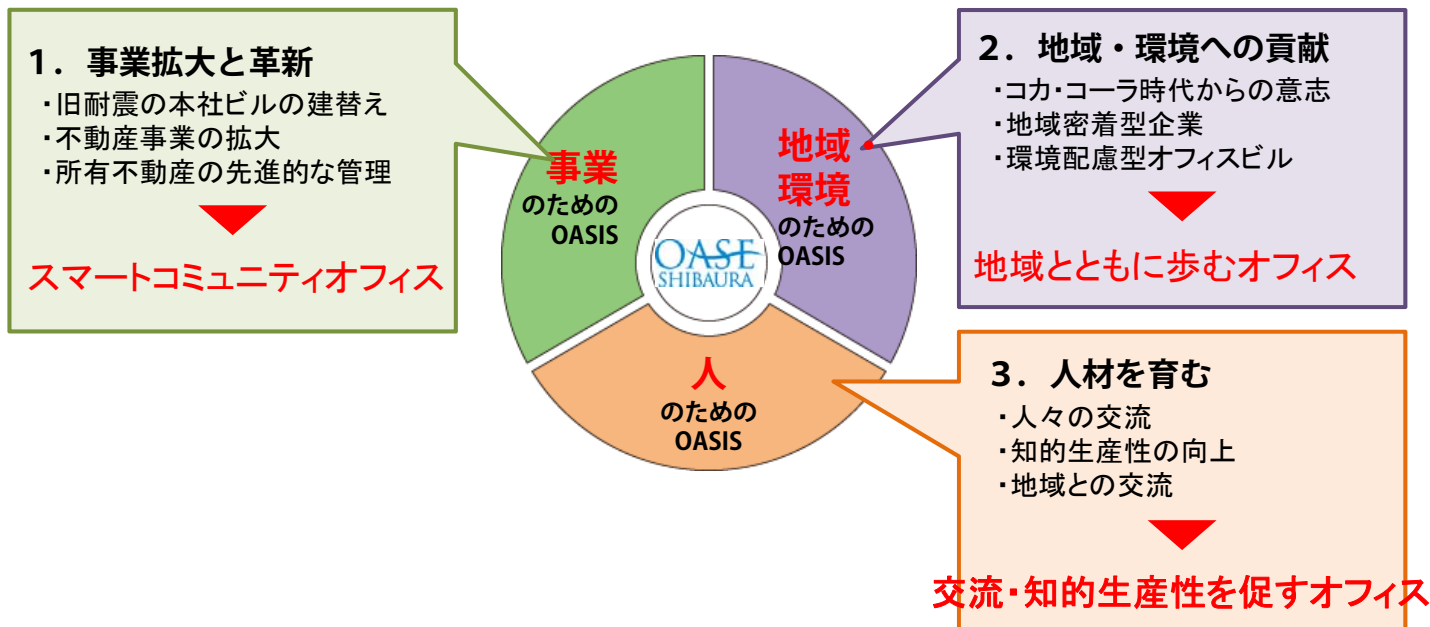 1．事業拡大と革新
・旧耐震の本社ビルの建替え
・不動産事業の拡大
・所有不動産の先進的な管理
スマートコミュニティオフィス
事業
のための
OASIS
地域
環境
のための
OASIS
OASE
SHIBAURA
人
のための
OASIS
2．地域・環境への貢献
・コカ・コーラ時代からの意志
・地域密着型企業
・環境配慮型オフィスビル
地域とともに歩むオフィス
3．人材を育む
・人々の交流
・知的生産性の向上
・地域との交流
交流・知的生産性を促すオフィス